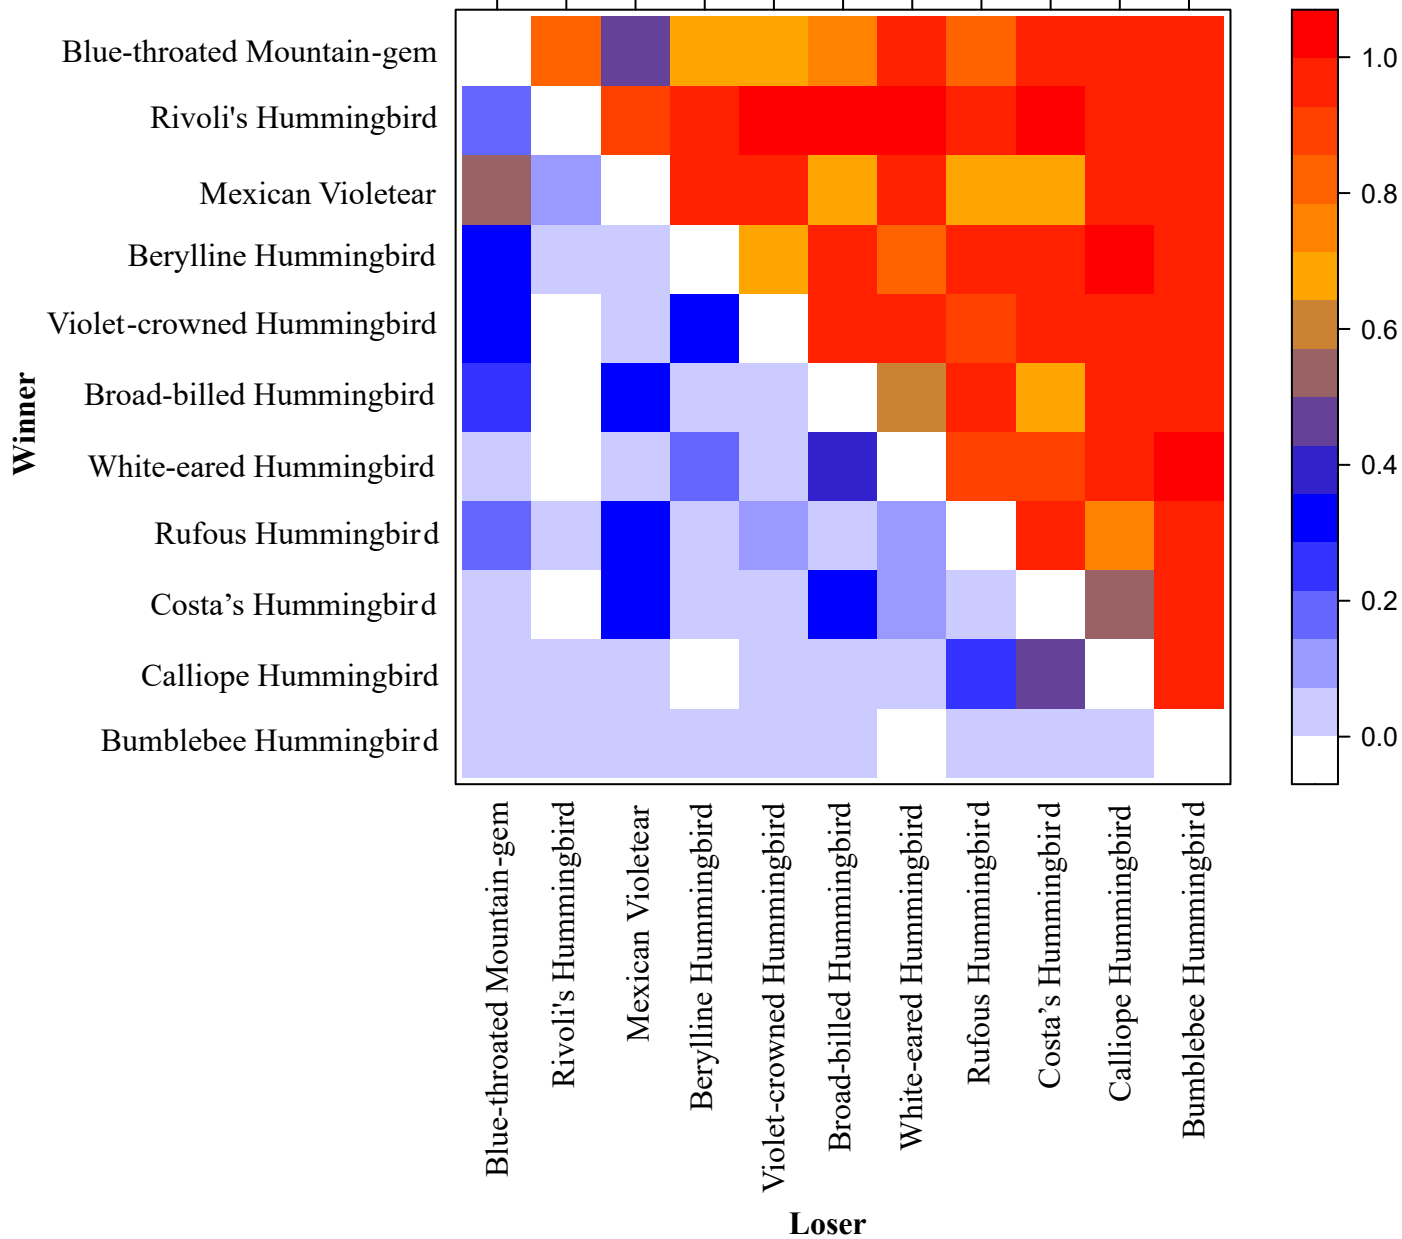 Blue-throated Mountain-gem
Rivoli's Hummingbird
Mexican Violetear
Berylline Hummingbird
Violet-crowned Hummingbird
Broad-billed Hummingbird
White-eared Hummingbird
Rufous Hummingbird
Costa’s Hummingbird
Calliope Hummingbird
Bumblebee Hummingbird
Winner
Blue-throated Mountain-gem
Rivoli's Hummingbird
Mexican Violetear
Berylline Hummingbird
Violet-crowned Hummingbird
Broad-billed Hummingbird
White-eared Hummingbird
Rufous Hummingbird
Costa’s Hummingbird
Calliope Hummingbird
Bumblebee Hummingbird
Loser
1.0
0.8
0.6
0.4
0.2
0.0